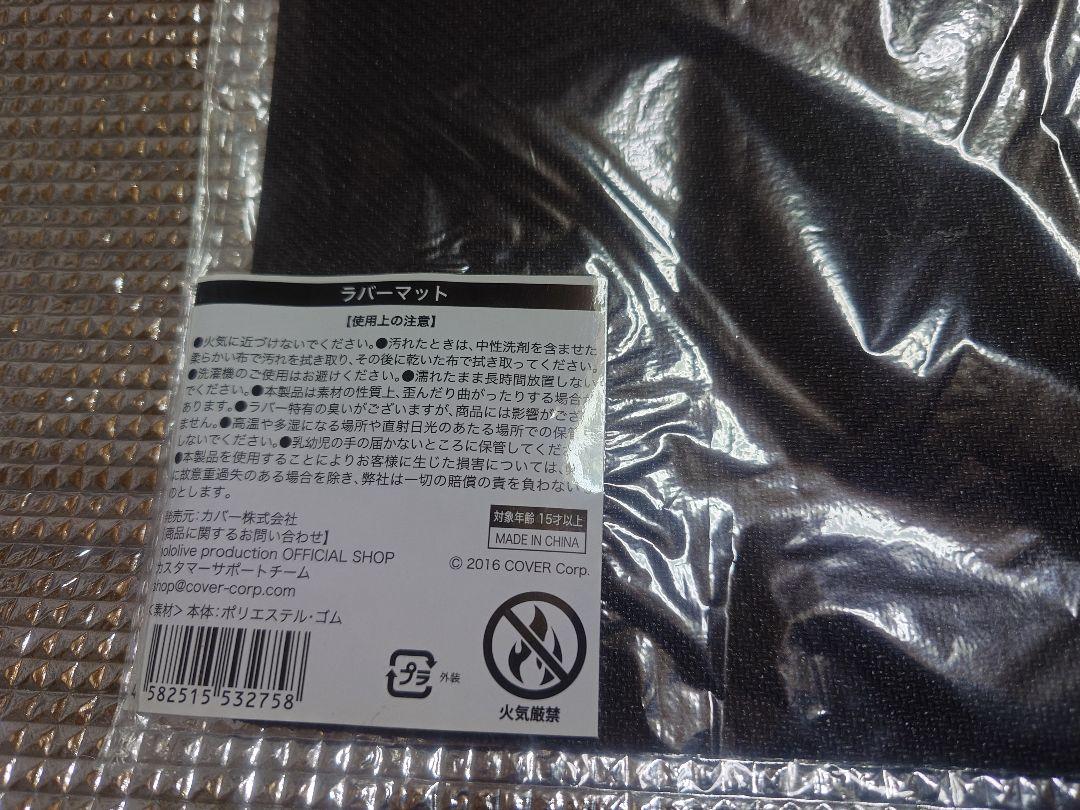 ラバーマット
【使用上の注意】
●火気に近づけないでください。●汚れたときは、中性洗剤を含ませた
柔らかい布で汚れを拭き取り、その後に乾いた布で拭き取ってください。
●洗濯機のご使用はお避けください。●濡れたまま長時間放置しない
でください。●本製品は素材の性質上、歪んだり曲がったりする場合が
あります。●ラバー特有の臭いがございますが、商品には影響がござ
ません。●高温や多湿になる場所や直射日光のあたる場所での保管
しないでください。●乳幼児の手の届かないところに保管してくださ
●本製品を使用することによりお客様に生じた損害については、
に故意重過失のある場合を除き、弊社は一切の賠償の責を負わない
のとします。
発売元:カバー株式会社
【商品に関するお問い合わせ】
hololive production OFFICIAL SHOP
カスタマーサポートチーム
shop@cover-corp.com
<素材> 本体:ポリエステル・ゴム
対象年齢 15才以上
MADE IN CHINA
© 2016 COVER Corp.
4 582515 532758
プラ 外装
火気厳禁